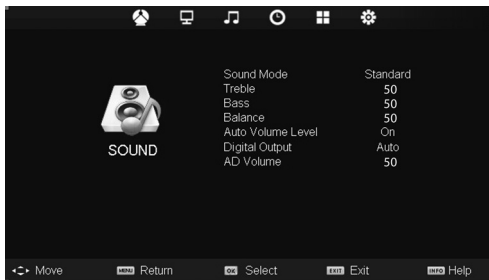 Sound Mode Standard
Treble 50
Bass 50
Balance 50
Auto Volume Level On
Digital Output Auto
AD Volume 50
SOUND
Move MENU Return OK Select EXIT Exit INFO Help